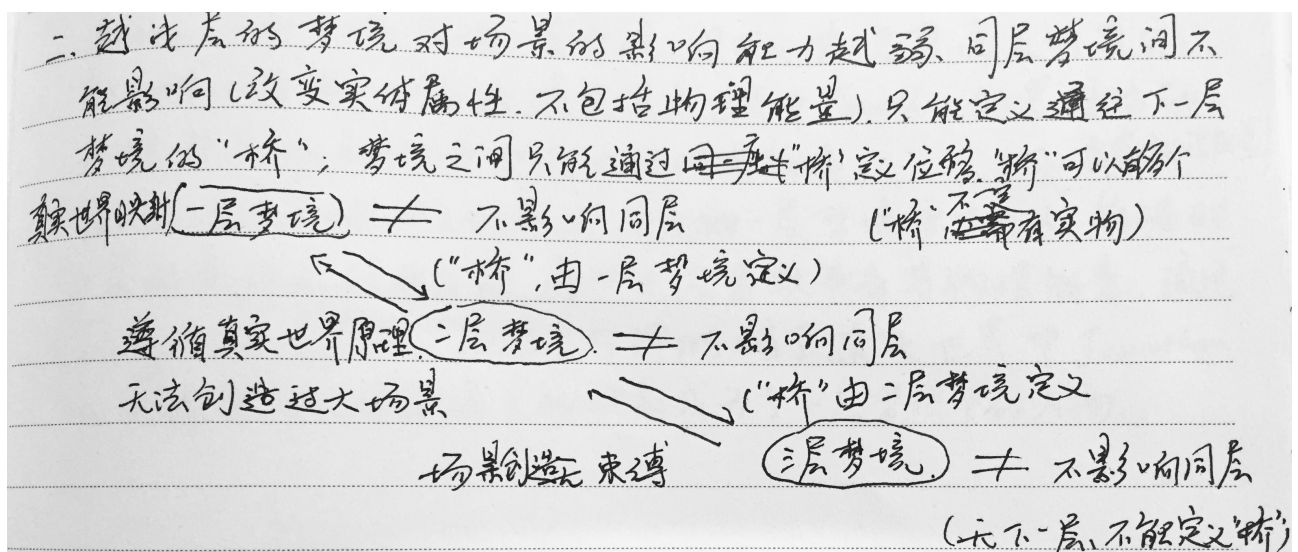 二、越浅层的梦境对场景的影响能力越弱、同层梦境间不
能影响(改变实体属性.不包括物理能量).只能定义通往下一层
梦境的“桥”;梦境之间只能通过“桥”定义位移.“桥”可以有多个
真实世界映射 一层梦境 ≠ 不影响同层 (“桥”不一定需有实物)
(“桥”,由一层梦境定义)
遵循真实世界原理. 二层梦境. ≠ 不影响同层
无法创造过大场景 (“桥”由二层梦境定义
场景创造无束缚 三层梦境. ≠ 不影响同层
(无下一层、不能定义“桥”)